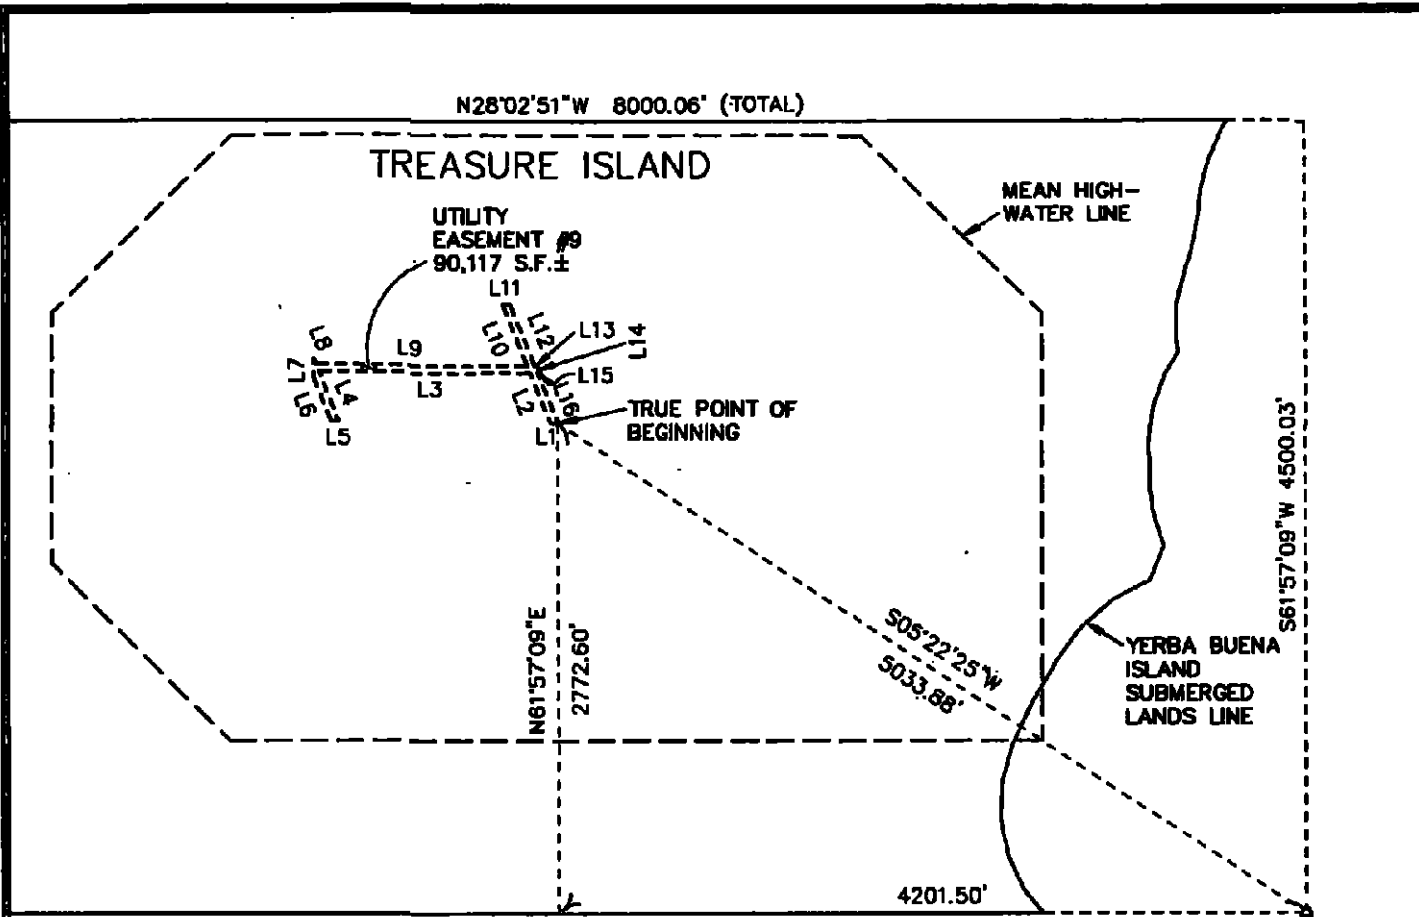 N28°02'51"W 8000.06' (TOTAL)
TREASURE ISLAND
MEAN HIGH-
WATER LINE
UTILITY
EASEMENT #9
90,117 S.F.±
L11
L12
L10
L13
L14
L15
L16
L8
L9
L7
L3
L4
L6
L5
L2
L1
TRUE POINT OF
BEGINNING
S61°57'09"W 4500.03'
N61°57'09"E
2772.60'
S05°22'25"W
5033.88'
YERBA BUENA
ISLAND
SUBMERGED
LANDS LINE
4201.50'